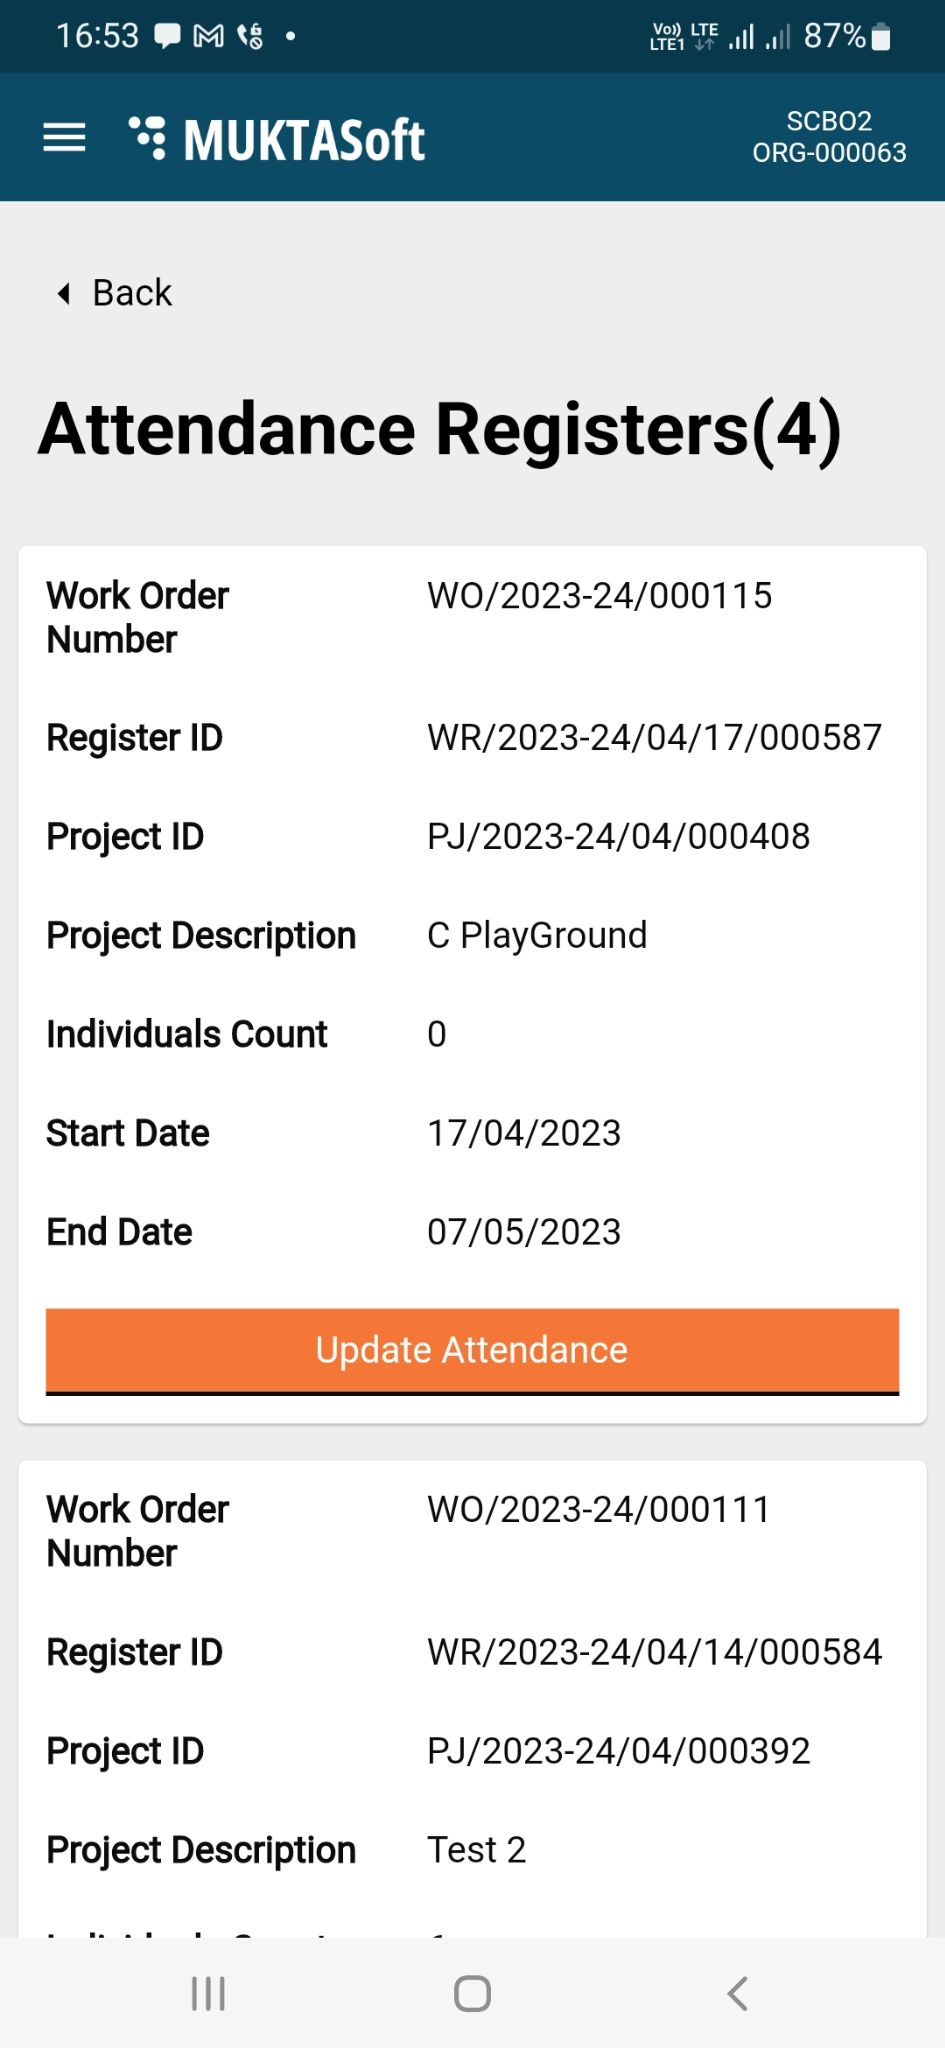 16:53
Vo)) LTE
LTE1
87%
MUKTASoft
SCBO2
ORG-000063
Back
Attendance Registers(4)
Work Order Number WO/2023-24/000115
Register ID WR/2023-24/04/17/000587
Project ID PJ/2023-24/04/000408
Project Description C PlayGround
Individuals Count 0
Start Date 17/04/2023
End Date 07/05/2023
Update Attendance
Work Order Number WO/2023-24/000111
Register ID WR/2023-24/04/14/000584
Project ID PJ/2023-24/04/000392
Project Description Test 2